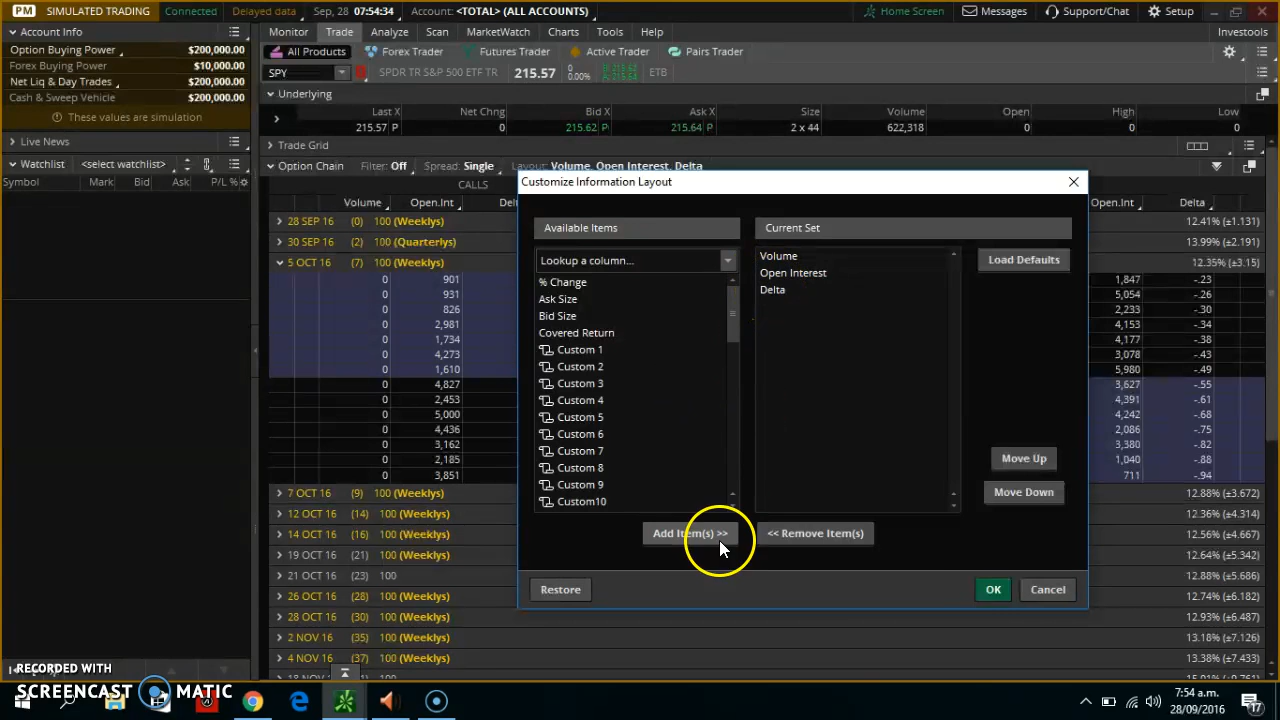 PM SIMULATED TRADING Connected Delayed data Sep, 28 07:54:34 Account: <TOTAL> (ALL ACCOUNTS) Home Screen Messages Support/Chat Setup
Account Info
Option Buying Power $200,000.00
Forex Buying Power $10,000.00
Net Liq & Day Trades $200,000.00
Cash & Sweep Vehicle $200,000.00
These values are simulation
Live News
Watchlist <select watchlist>
Symbol Mark Bid Ask P/L %
Monitor Trade Analyze Scan MarketWatch Charts Tools Help Investools
All Products Forex Trader Futures Trader Active Trader Pairs Trader
SPY SPDR TR S&P 500 ETF TR 215.57 0 0.00% B: 215.62 A: 215.64 ETB
Underlying
Last X Net Chng Bid X Ask X Size Volume Open High Low
215.57 P 0 215.62 P 215.64 P 2 x 44 622,318 0 0 0
Trade Grid
Option Chain Filter: Off Spread: Single Layout: Volume, Open Interest, Delta
CALLS
Volume Open.Int Open.Int Delta
28 SEP 16 (0) 100 (Weeklys) 12.41% (±1.131)
30 SEP 16 (2) 100 (Quarterlys) 13.99% (±2.191)
5 OCT 16 (7) 100 (Weeklys) 12.35% (±3.15)
0 901 1,847 -.23
0 931 5,054 -.26
0 826 2,233 -.30
0 2,981 4,153 -.34
0 1,734 4,177 -.38
0 4,273 3,078 -.43
0 1,610 5,980 -.49
0 4,827 3,627 -.55
0 2,453 4,391 -.61
0 5,000 4,242 -.68
0 4,436 2,086 -.75
0 3,162 3,380 -.82
0 2,185 1,040 -.88
0 3,851 711 -.94
7 OCT 16 (9) 100 (Weeklys) 12.88% (±3.672)
12 OCT 16 (14) 100 (Weeklys) 12.36% (±4.314)
14 OCT 16 (16) 100 (Weeklys) 12.56% (±4.667)
19 OCT 16 (21) 100 (Weeklys) 12.64% (±5.342)
21 OCT 16 (23) 100 12.88% (±5.686)
26 OCT 16 (28) 100 (Weeklys) 12.74% (±6.182)
28 OCT 16 (30) 100 (Weeklys) 12.93% (±6.487)
2 NOV 16 (35) 100 (Weeklys) 13.18% (±7.126)
4 NOV 16 (37) 100 (Weeklys) 13.38% (±7.433)
Customize Information Layout
Available Items
Lookup a column...
% Change
Ask Size
Bid Size
Covered Return
Custom 1
Custom 2
Custom 3
Custom 4
Custom 5
Custom 6
Custom 7
Custom 8
Custom 9
Custom10
Current Set
Volume
Open Interest
Delta
Load Defaults
Move Up
Move Down
Add Item(s) >> << Remove Item(s)
Restore OK Cancel
RECORDED WITH
SCREENCAST MATIC
7:54 a.m.
28/09/2016
17